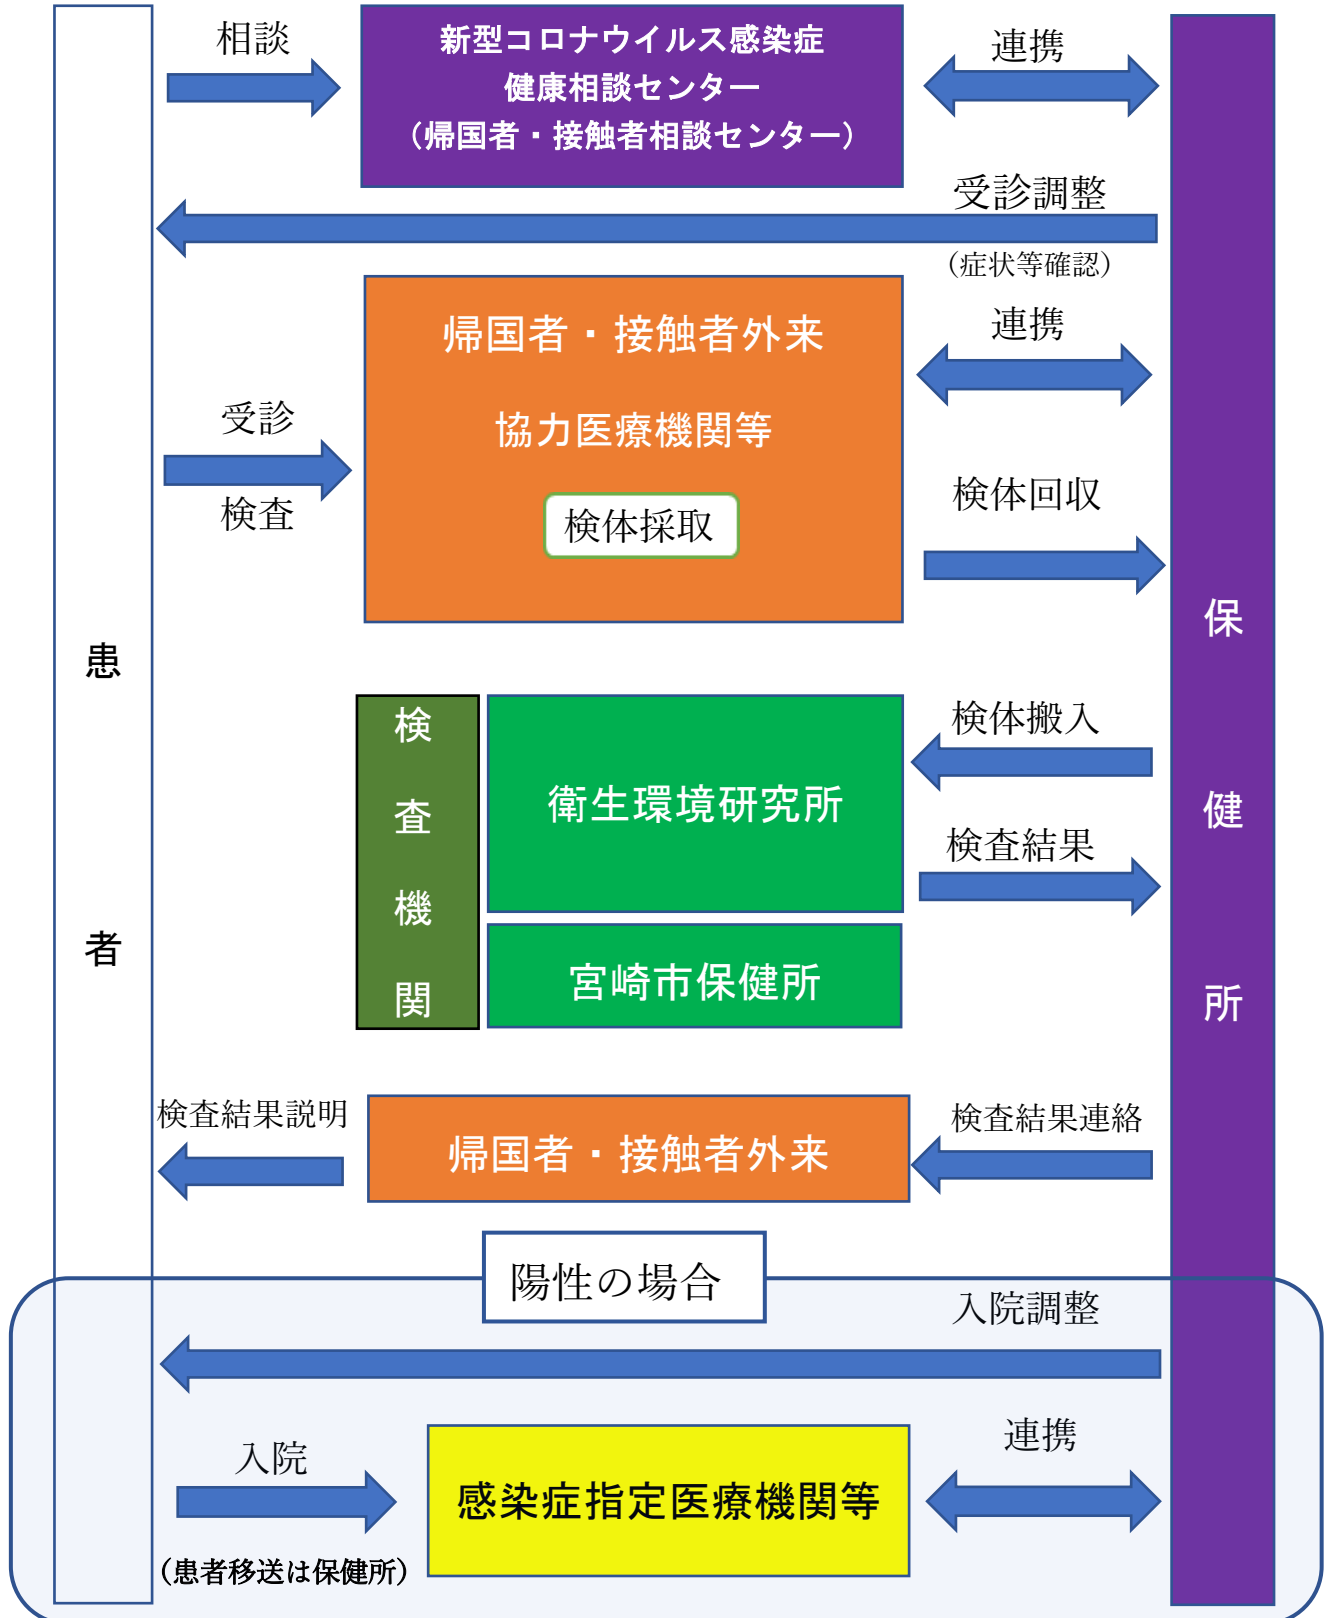 相談
新型コロナウイルス感染症
健康相談センター
（帰国者・接触者相談センター）
連携
受診調整
（症状等確認）
帰国者・接触者外来
協力医療機関等
検体採取
連携
受診
検査
検体回収
患者
保健所
検査機関
衛生環境研究所
宮崎市保健所
検体搬入
検査結果
検査結果説明
帰国者・接触者外来
検査結果連絡
陽性の場合
入院調整
入院
（患者移送は保健所）
感染症指定医療機関等
連携